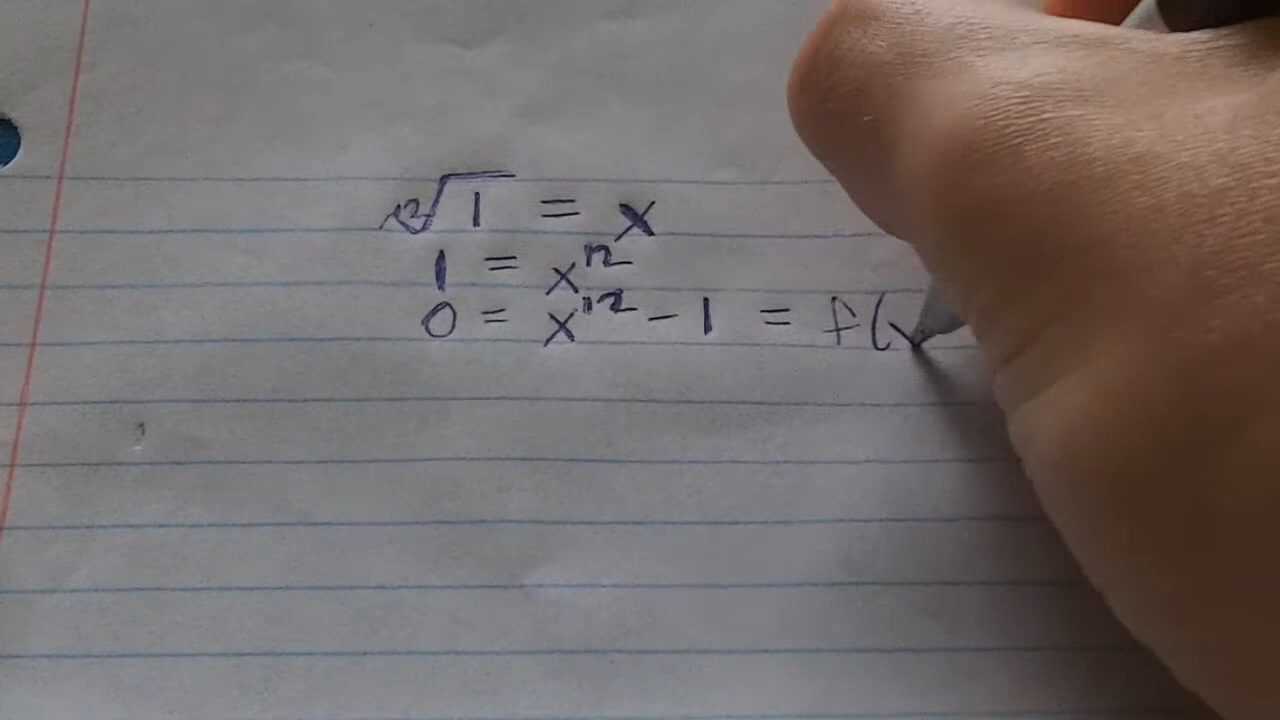 ¹²√1 = x
1 = x¹²
0 = x¹² - 1 = f(x